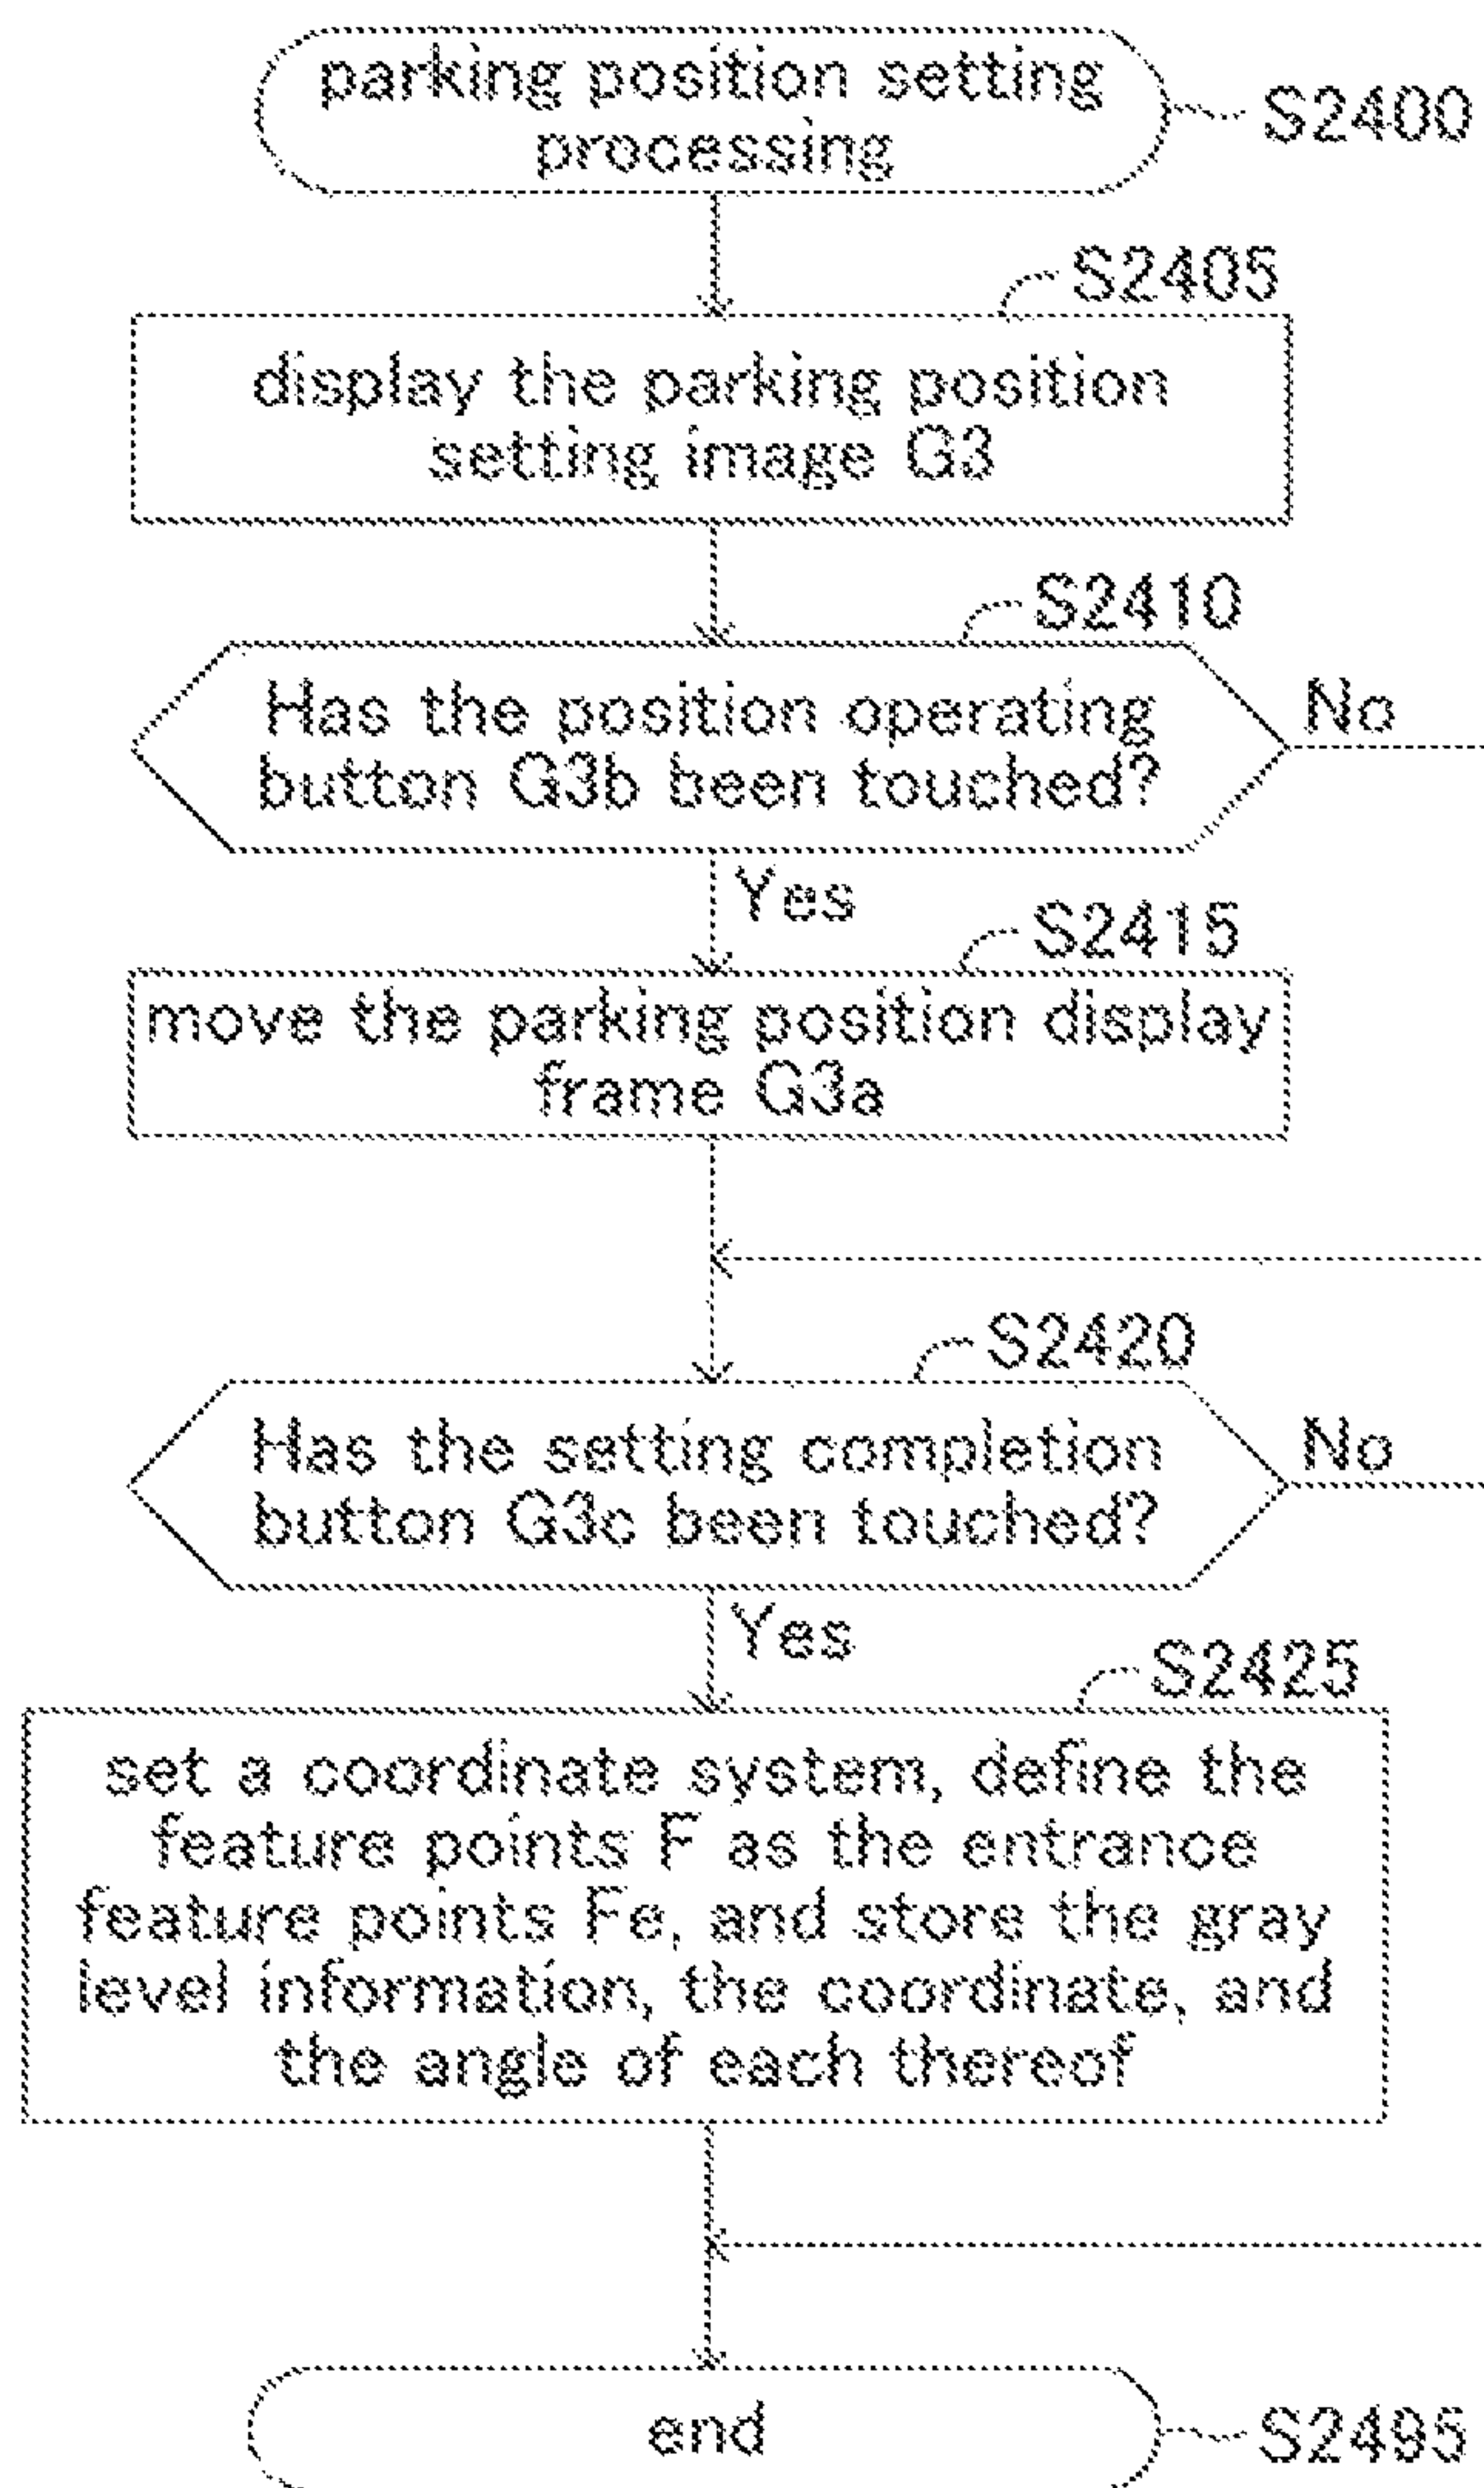 parking position setting
processing
S2400
S2405
display the parking position
setting image G3
S2410
Has the position operating
button G3b been touched?
No
Yes
S2415
move the parking position display
frame G3a
S2420
Has the setting completion
button G3c been touched?
No
Yes
S2425
set a coordinate system, define the
feature points F as the entrance
feature points Fe, and store the gray
level information, the coordinate, and
the angle of each thereof
end
S2495